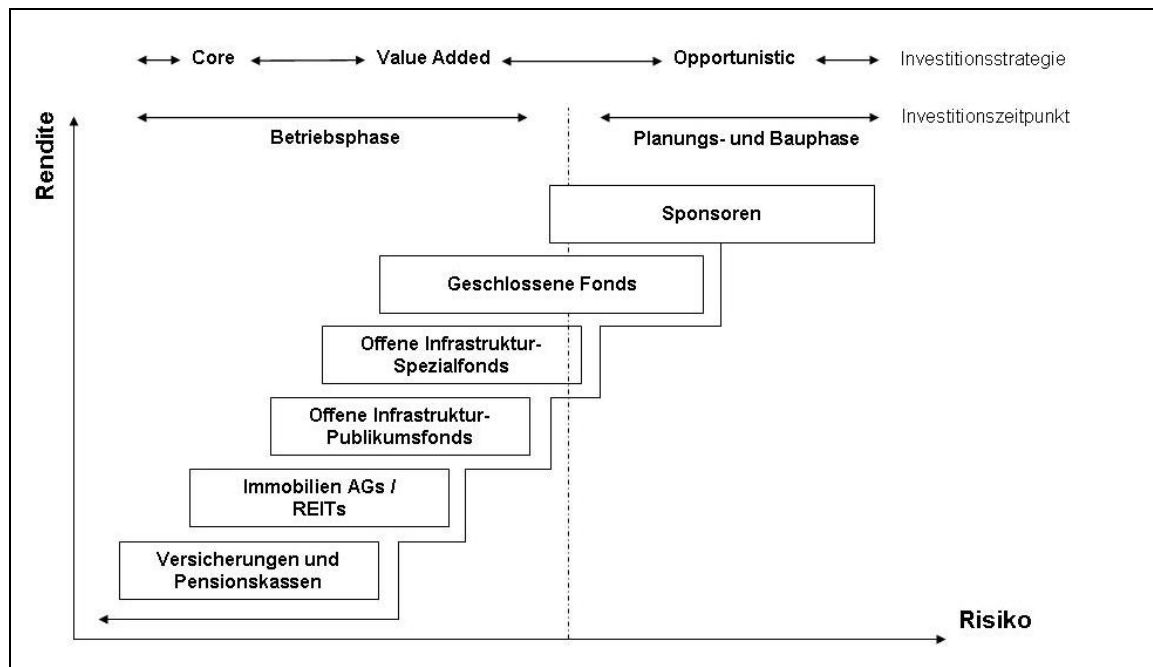 Core Value Added Opportunistic Investitionsstrategie
Investitionszeitpunkt
Betriebsphase Planungs- und Bauphase
Rendite
Sponsoren
Geschlossene Fonds
Offene Infrastruktur-
Spezialfonds
Offene Infrastruktur-
Publikumsfonds
Immobilien AGs /
REITs
Versicherungen und
Pensionskassen
Risiko